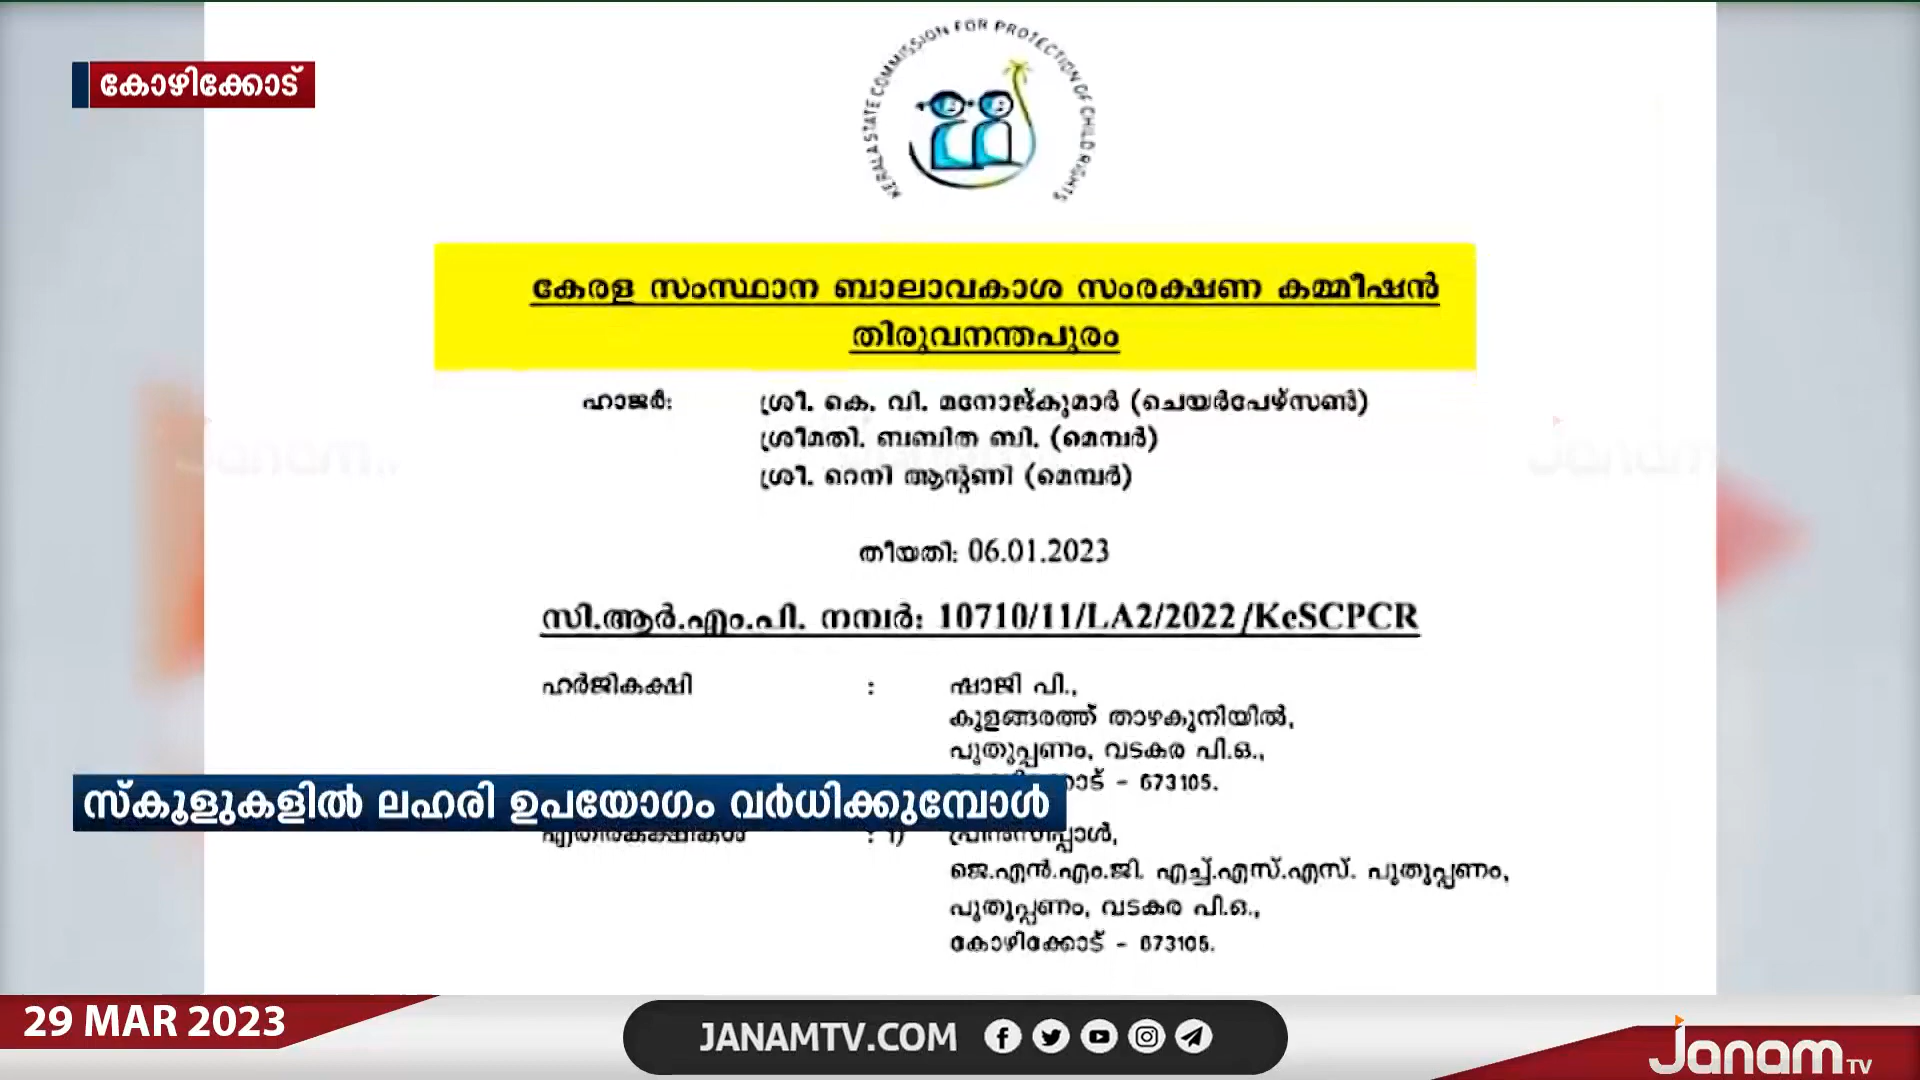 കോഴിക്കോട്
KERALA STATE COMMISSION FOR PROTECTION OF CHILD RIGHTS
കേരള സംസ്ഥാന ബാലാവകാശ സംരക്ഷണ കമ്മീഷൻ
തിരുവനന്തപുരം
ഹാജർ: ശ്രീ. കെ. വി. മനോജ്കുമാർ (ചെയർപേഴ്സൺ)
ശ്രീമതി. ബബിത ബി. (മെമ്പർ)
ശ്രീ. റെനി ആന്റണി (മെമ്പർ)
തീയതി: 06.01.2023
സി.ആർ.എം.പി. നമ്പർ: 10710/11/LA2/2022/KeSCPCR
ഹർജികക്ഷി : ഷാജി പി.,
കുളങ്ങരത്ത് താഴകുനിയിൽ,
പുതുപ്പണം, വടകര പി.ഒ.,
- 673105.
സ്കൂളുകളിൽ ലഹരി ഉപയോഗം വർധിക്കുമ്പോൾ
: 1) പ്രിൻസിപ്പാൾ,
ജെ.എൻ.എം.ജി. എച്ച്.എസ്.എസ്. പുതുപ്പണം,
പുതുപ്പണം, വടകര പി.ഒ.,
കോഴിക്കോട് - 673105.
29 MAR 2023
JANAMTV.COM
Janam TV